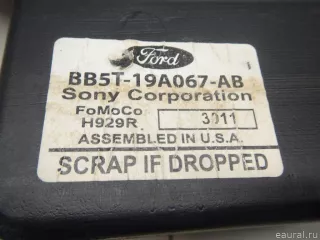 Ford
BB5T-19A067-AB
Sony Corporation
FoMoCo
H929R
3011
ASSEMBLED IN U.S.A.
SCRAP IF DROPPED
eaural.ru